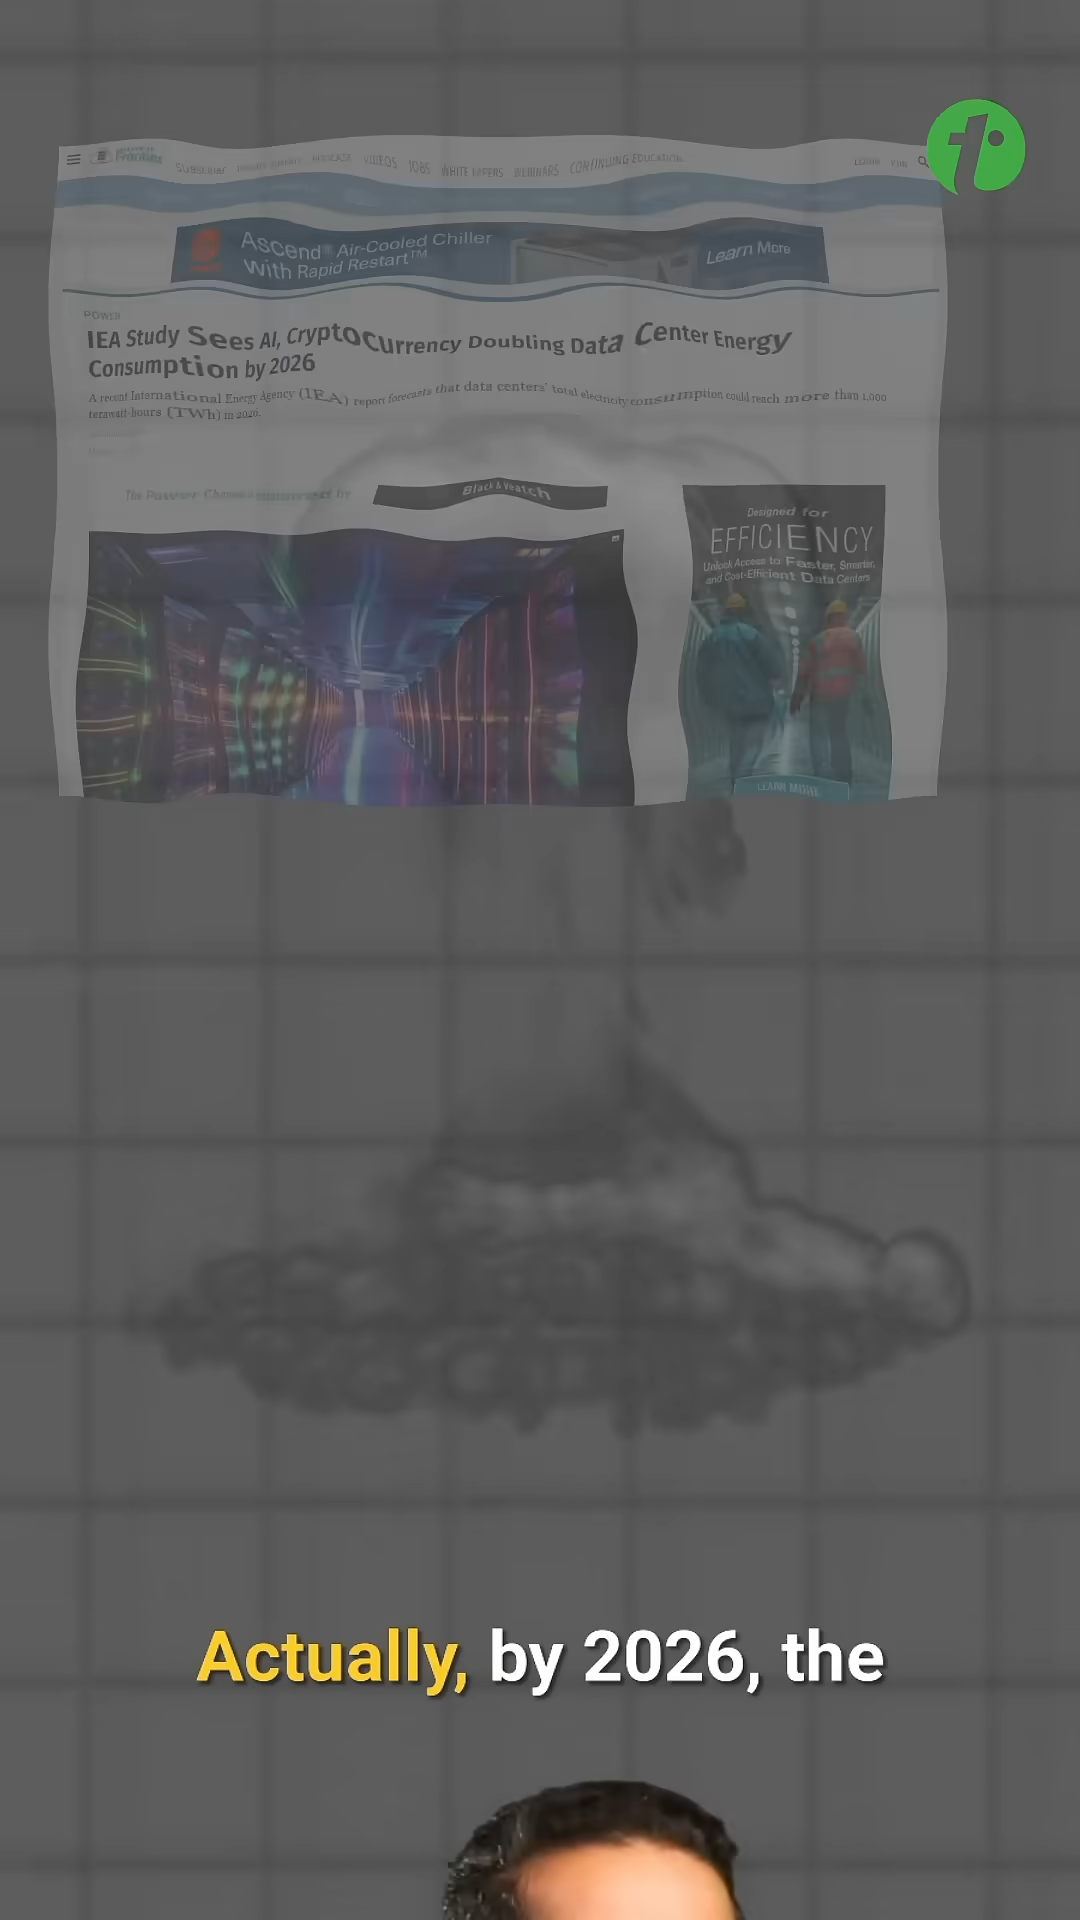 VIDEOS JOBS WHITE PAPERS WEBINARS CONTINUING EDUCATION
Ascend® Air-Cooled Chiller
With Rapid Restart™
Learn More
POWER
IEA Study Sees AI, Cryptocurrency Doubling Data Center Energy
Consumption by 2026
A recent International Energy Agency (IEA) report forecasts that data centers' total electricity consumption could reach more than 1,000
terawatt-hours (TWh) in 2026.
Black & Veatch
Designed for
EFFICIENCY
Unlock Access to Faster, Smarter,
and Cost-Efficient Data Centers
LEARN MORE
Actually, by 2026, the